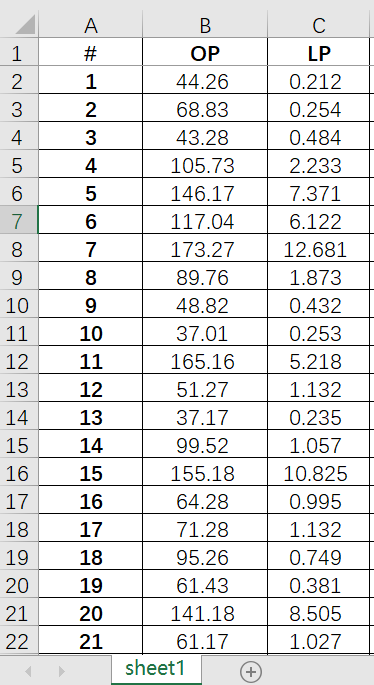 A B C
1 # OP LP
2 1 44.26 0.212
3 2 68.83 0.254
4 3 43.28 0.484
5 4 105.73 2.233
6 5 146.17 7.371
7 6 117.04 6.122
8 7 173.27 12.681
9 8 89.76 1.873
10 9 48.82 0.432
11 10 37.01 0.253
12 11 165.16 5.218
13 12 51.27 1.132
14 13 37.17 0.235
15 14 99.52 1.057
16 15 155.18 10.825
17 16 64.28 0.995
18 17 71.28 1.132
19 18 95.26 0.749
20 19 61.43 0.381
21 20 141.18 8.505
22 21 61.17 1.027
sheet1